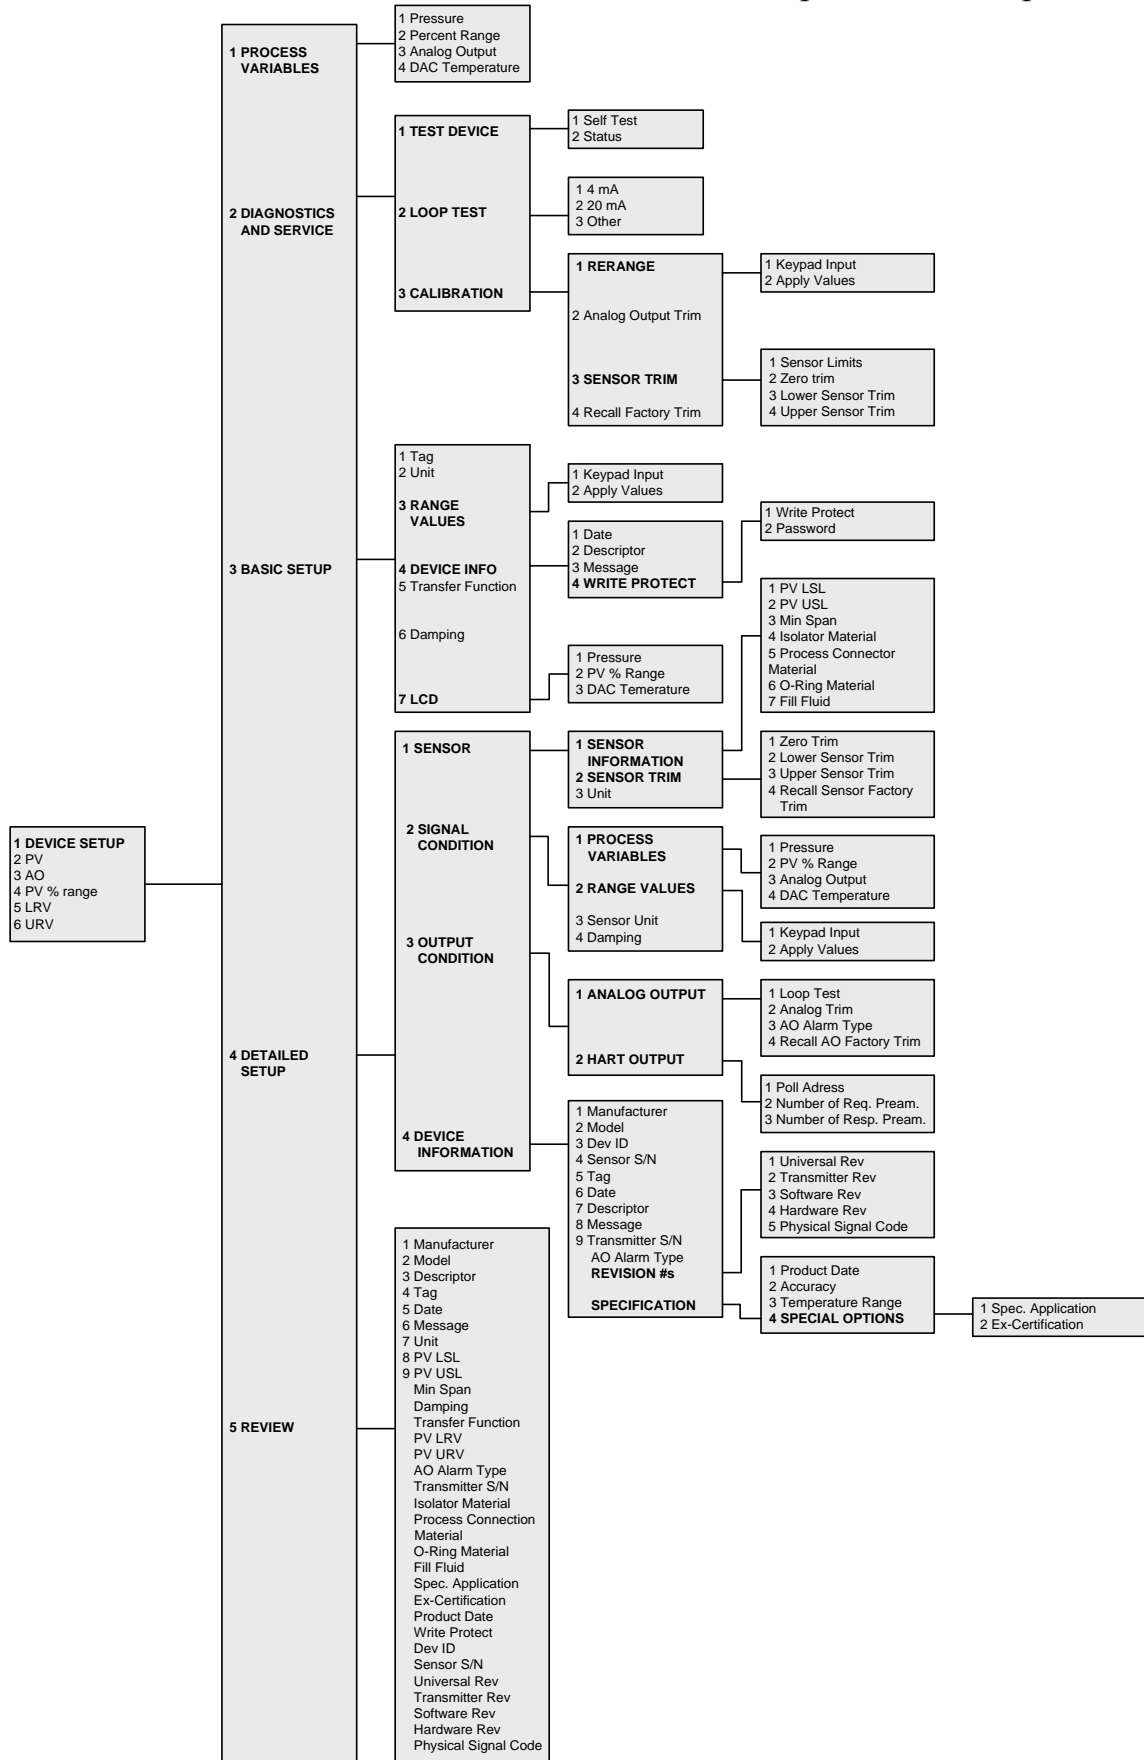 1 Pressure
2 Percent Range
3 Analog Output
4 DAC Temperature
1 PROCESS
VARIABLES
1 TEST DEVICE
1 Self Test
2 Status
2 DIAGNOSTICS
AND SERVICE
2 LOOP TEST
1 4 mA
2 20 mA
3 Other
3 CALIBRATION
1 RERANGE
2 Analog Output Trim
3 SENSOR TRIM
4 Recall Factory Trim
1 Keypad Input
2 Apply Values
1 Sensor Limits
2 Zero trim
3 Lower Sensor Trim
4 Upper Sensor Trim
3 BASIC SETUP
1 Tag
2 Unit
3 RANGE
VALUES
4 DEVICE INFO
5 Transfer Function
6 Damping
7 LCD
1 Keypad Input
2 Apply Values
1 Date
2 Descriptor
3 Message
4 WRITE PROTECT
1 Write Protect
2 Password
1 Pressure
2 PV % Range
3 DAC Temerature
1 DEVICE SETUP
2 PV
3 AO
4 PV % range
5 LRV
6 URV
4 DETAILED
SETUP
1 SENSOR
2 SIGNAL
CONDITION
3 OUTPUT
CONDITION
4 DEVICE
INFORMATION
1 SENSOR
INFORMATION
2 SENSOR TRIM
3 Unit
1 PV LSL
2 PV USL
3 Min Span
4 Isolator Material
5 Process Connector
Material
6 O-Ring Material
7 Fill Fluid
1 Zero Trim
2 Lower Sensor Trim
3 Upper Sensor Trim
4 Recall Sensor Factory
Trim
1 PROCESS
VARIABLES
2 RANGE VALUES
3 Sensor Unit
4 Damping
1 Pressure
2 PV % Range
3 Analog Output
4 DAC Temperature
1 Keypad Input
2 Apply Values
1 ANALOG OUTPUT
2 HART OUTPUT
1 Loop Test
2 Analog Trim
3 AO Alarm Type
4 Recall AO Factory Trim
1 Poll Adress
2 Number of Req. Pream.
3 Number of Resp. Pream.
1 Manufacturer
2 Model
3 Dev ID
4 Sensor S/N
5 Tag
6 Date
7 Descriptor
8 Message
9 Transmitter S/N
AO Alarm Type
REVISION #s
SPECIFICATION
1 Universal Rev
2 Transmitter Rev
3 Software Rev
4 Hardware Rev
5 Physical Signal Code
1 Product Date
2 Accuracy
3 Temperature Range
4 SPECIAL OPTIONS
1 Spec. Application
2 Ex-Certification
5 REVIEW
1 Manufacturer
2 Model
3 Descriptor
4 Tag
5 Date
6 Message
7 Unit
8 PV LSL
9 PV USL
Min Span
Damping
Transfer Function
PV LRV
PV URV
AO Alarm Type
Transmitter S/N
Isolator Material
Process Connection
Material
O-Ring Material
Fill Fluid
Spec. Application
Ex-Certification
Product Date
Write Protect
Dev ID
Sensor S/N
Universal Rev
Transmitter Rev
Software Rev
Hardware Rev
Physical Signal Code